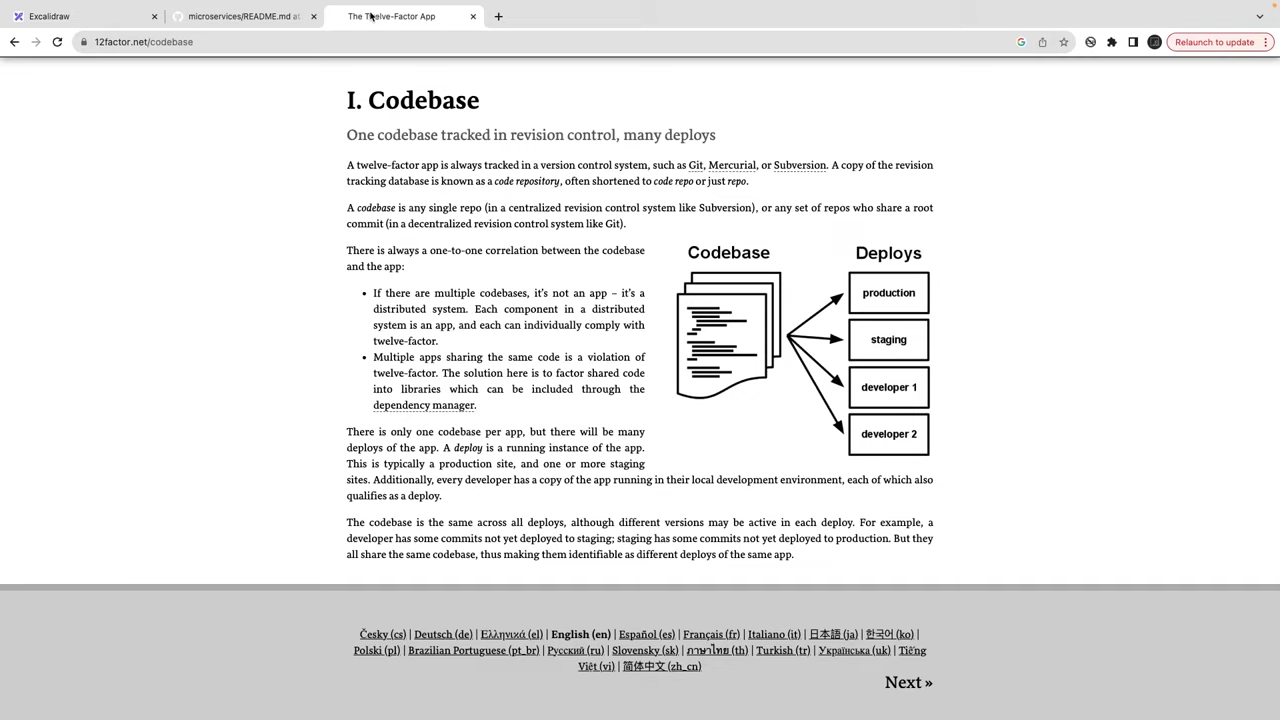 Excalidraw
microservices/README.md at
The Twelve-Factor App
12factor.net/codebase
Relaunch to update
I. Codebase
One codebase tracked in revision control, many deploys
A twelve-factor app is always tracked in a version control system, such as Git, Mercurial, or Subversion. A copy of the revision
tracking database is known as a code repository, often shortened to code repo or just repo.
A codebase is any single repo (in a centralized revision control system like Subversion), or any set of repos who share a root
commit (in a decentralized revision control system like Git).
There is always a one-to-one correlation between the codebase
and the app:
• If there are multiple codebases, it’s not an app – it’s a
distributed system. Each component in a distributed
system is an app, and each can individually comply with
twelve-factor.
• Multiple apps sharing the same code is a violation of
twelve-factor. The solution here is to factor shared code
into libraries which can be included through the
dependency manager.
Codebase
Deploys
production
staging
developer 1
developer 2
There is only one codebase per app, but there will be many
deploys of the app. A deploy is a running instance of the app.
This is typically a production site, and one or more staging
sites. Additionally, every developer has a copy of the app running in their local development environment, each of which also
qualifies as a deploy.
The codebase is the same across all deploys, although different versions may be active in each deploy. For example, a
developer has some commits not yet deployed to staging; staging has some commits not yet deployed to production. But they
all share the same codebase, thus making them identifiable as different deploys of the same app.
Česky (cs) | Deutsch (de) | Ελληνικά (el) | English (en) | Español (es) | Français (fr) | Italiano (it) | 日本語 (ja) | 한국어 (ko) |
Polski (pl) | Brazilian Portuguese (pt_br) | Русский (ru) | Slovensky (sk) | ภาษาไทย (th) | Turkish (tr) | Українська (uk) | Tiếng
Việt (vi) | 简体中文 (zh_cn)
Next »